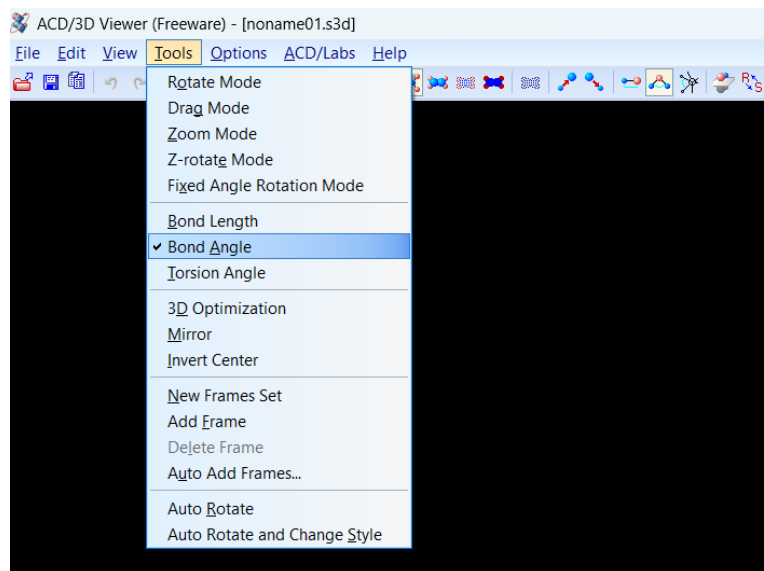 ACD/3D Viewer (Freeware) - [noname01.s3d]
File Edit View Tools Options ACD/Labs Help
Rotate Mode
Drag Mode
Zoom Mode
Z-rotate Mode
Fixed Angle Rotation Mode
Bond Length
Bond Angle
Torsion Angle
3D Optimization
Mirror
Invert Center
New Frames Set
Add Frame
Delete Frame
Auto Add Frames...
Auto Rotate
Auto Rotate and Change Style
R S